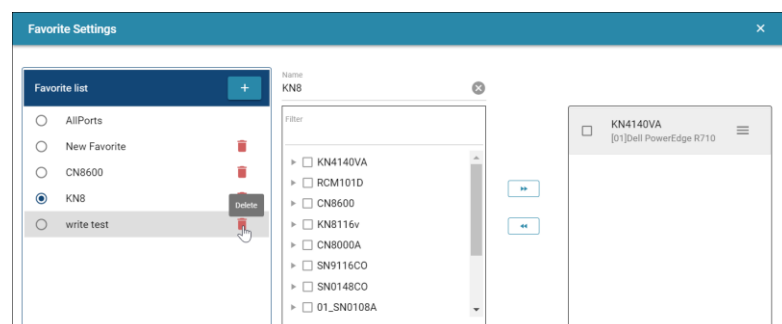 Favorite Settings
×
Favorite list
+
AllPorts
New Favorite
CN8600
KN8
Delete
write test
Name
KN8
Filter
KN4140VA
RCM101D
CN8600
KN8116v
CN8000A
SN9116CO
SN0148CO
01_SN0108A
KN4140VA
[01]Dell PowerEdge R710